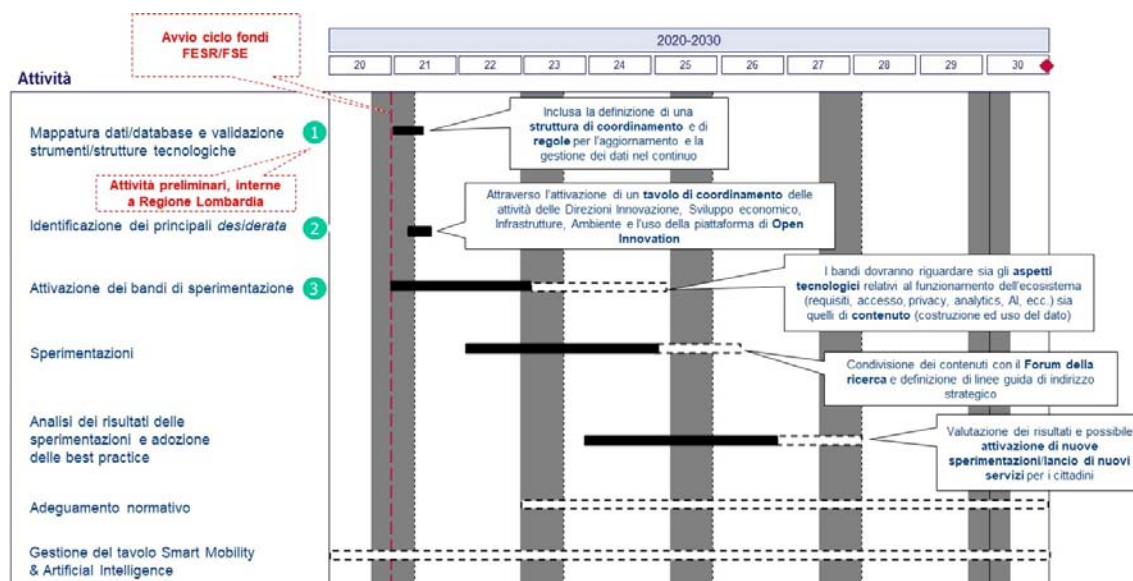 Avvio ciclo fondi
FESR/FSE
2020-2030
20 21 22 23 24 25 26 27 28 29 30
Attività
Mappatura dati/database e validazione
strumenti/strutture tecnologiche
1
Inclusa la definizione di una
struttura di coordinamento e di
regole per l'aggiornamento e la
gestione dei dati nel continuo
Attività preliminari, interne
a Regione Lombardia
Identificazione dei principali desiderata
2
Attraverso l'attivazione di un tavolo di coordinamento delle
attività delle Direzioni Innovazione, Sviluppo economico,
Infrastrutture, Ambiente e l'uso della piattaforma di Open
Innovation
Attivazione dei bandi di sperimentazione
3
I bandi dovranno riguardare sia gli aspetti
tecnologici relativi al funzionamento dell'ecosistema
(requisiti, accesso, privacy, analytics, AI, ecc.) sia
quelli di contenuto (costruzione ed uso del dato)
Sperimentazioni
Condivisione dei contenuti con il Forum della
ricerca e definizione di linee guida di indirizzo
strategico
Analisi dei risultati delle
sperimentazioni e adozione
delle best practice
Valutazione dei risultati e possibile
attivazione di nuove
sperimentazioni/lancio di nuovi
servizi per i cittadini
Adeguamento normativo
Gestione del tavolo Smart Mobility
& Artificial Intelligence